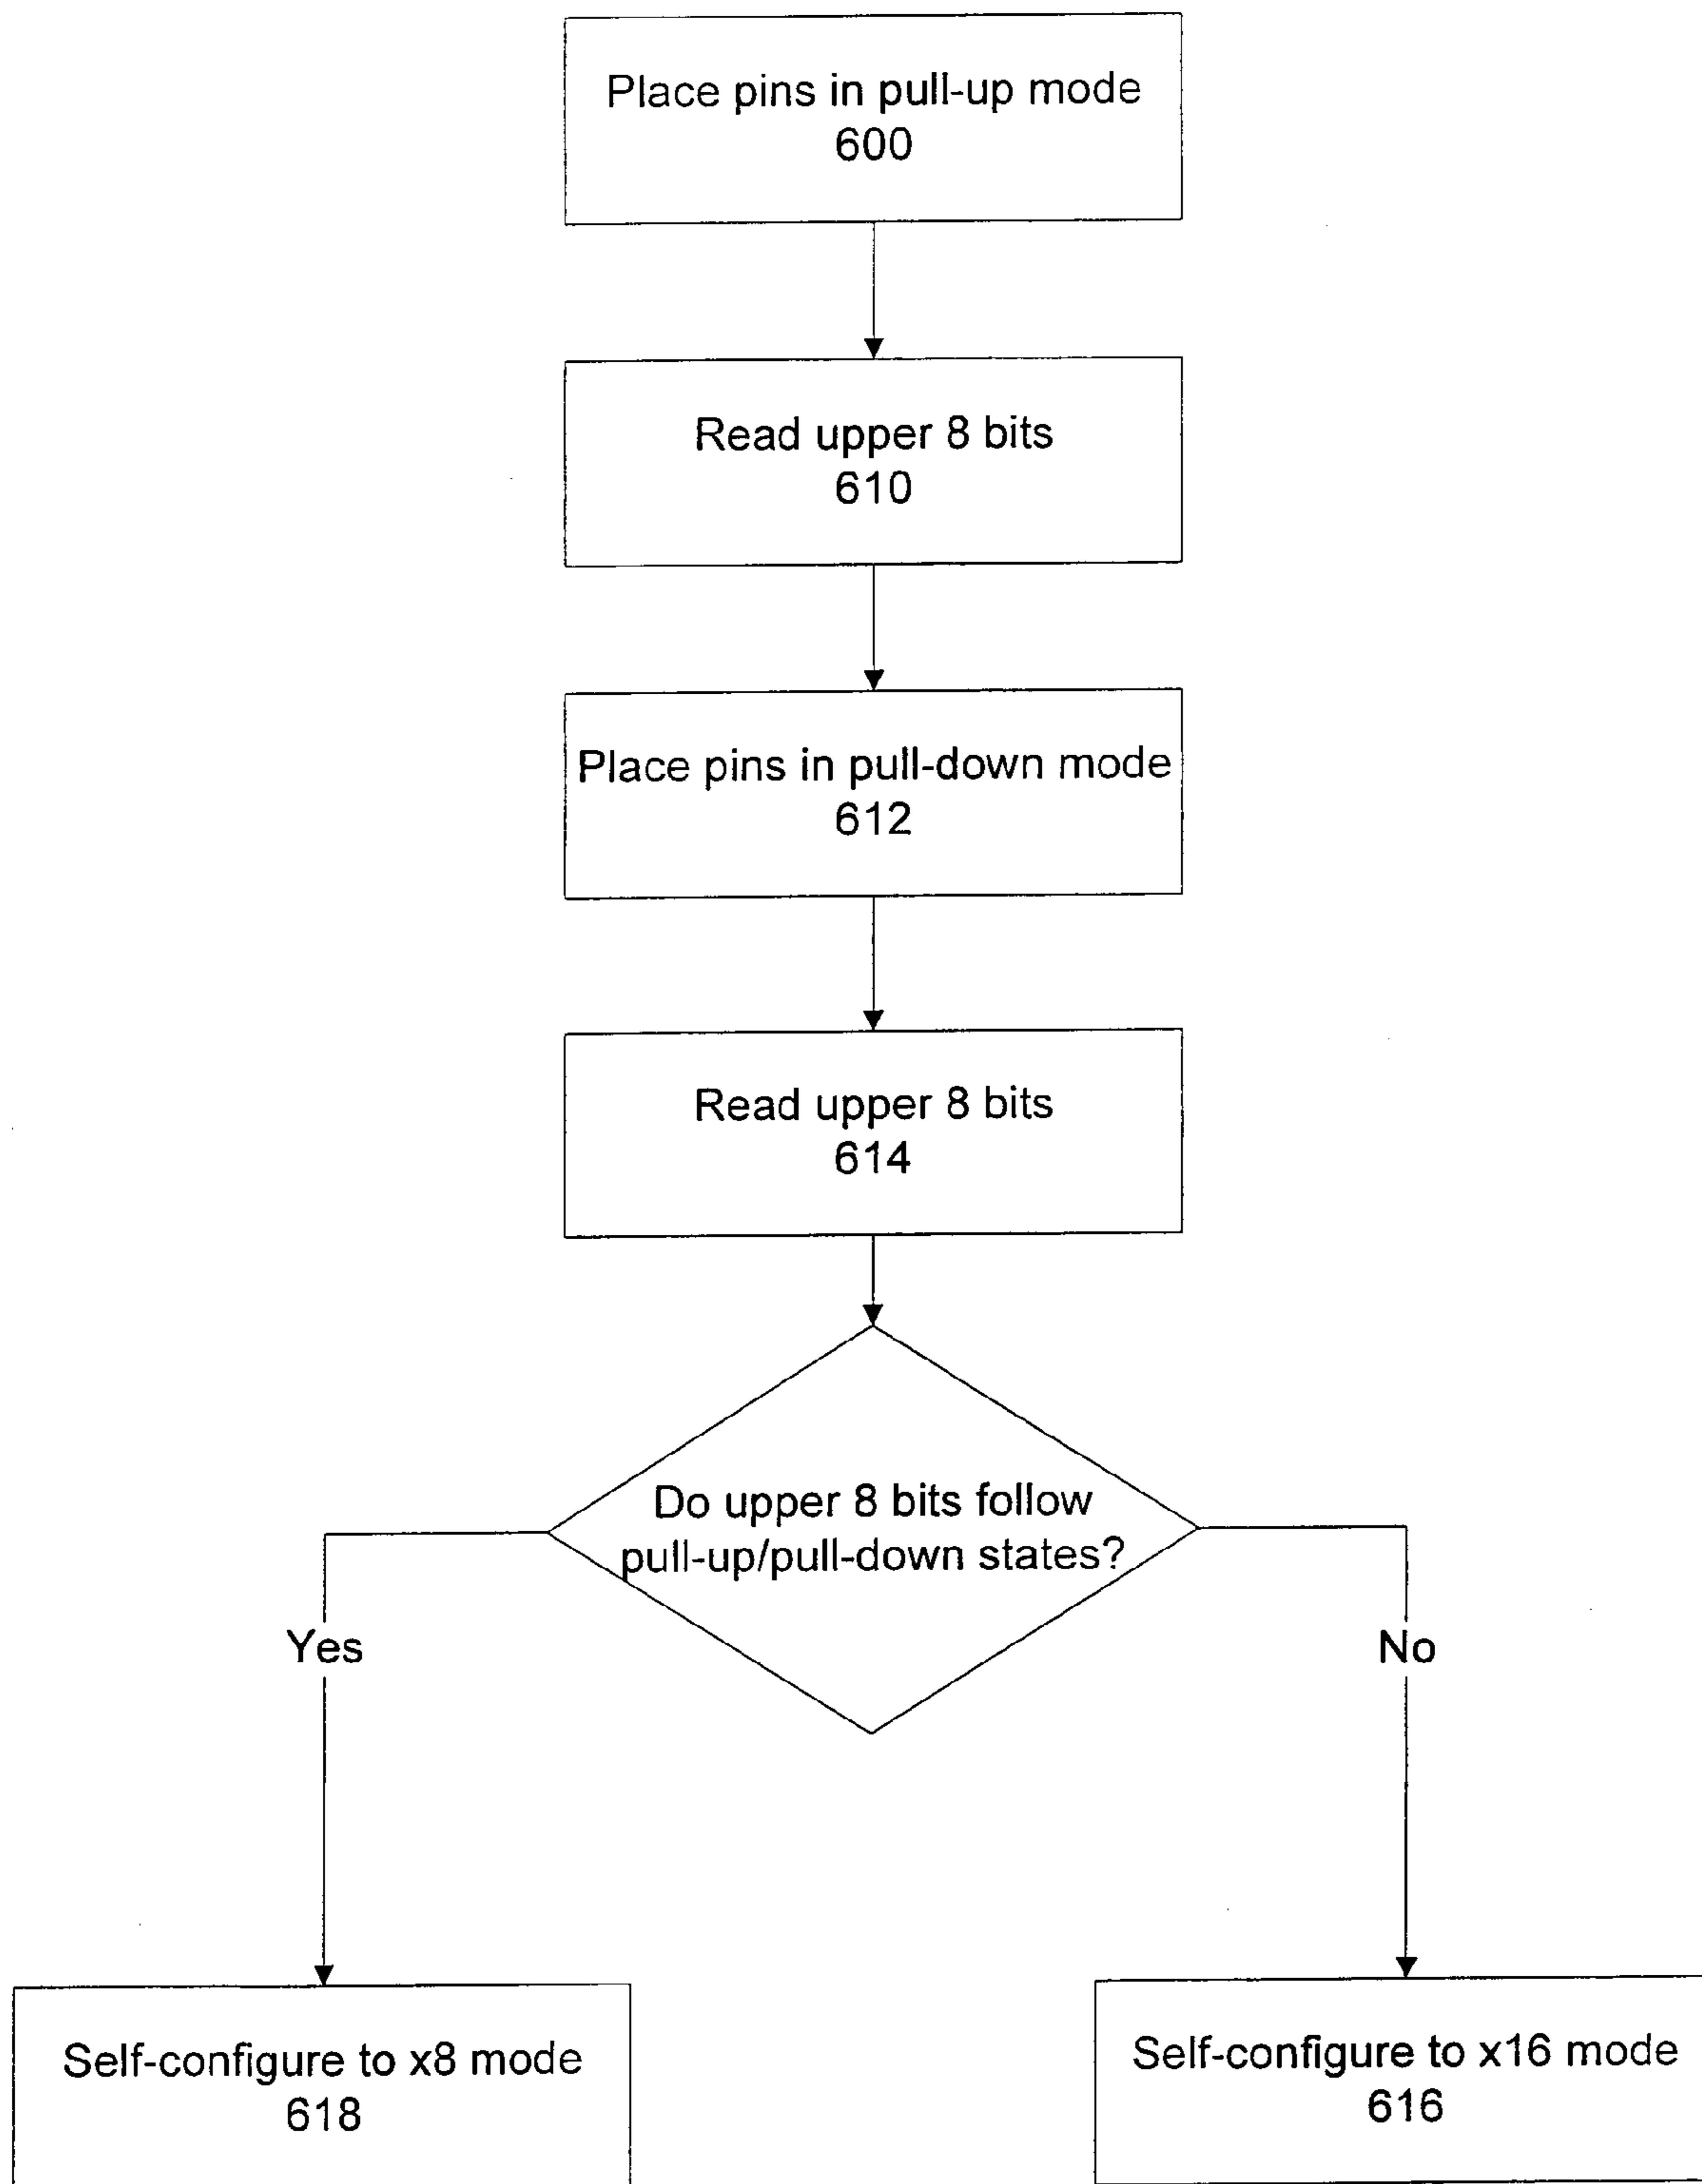 Place pins in pull-up mode
600
Read upper 8 bits
610
Place pins in pull-down mode
612
Read upper 8 bits
614
Do upper 8 bits follow
pull-up/pull-down states?
Yes
No
Self-configure to x8 mode
618
Self-configure to x16 mode
616